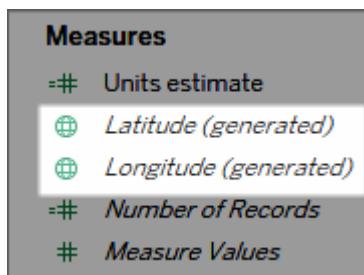 Measures
=# Units estimate
Latitude (generated)
Longitude (generated)
=# Number of Records
# Measure Values